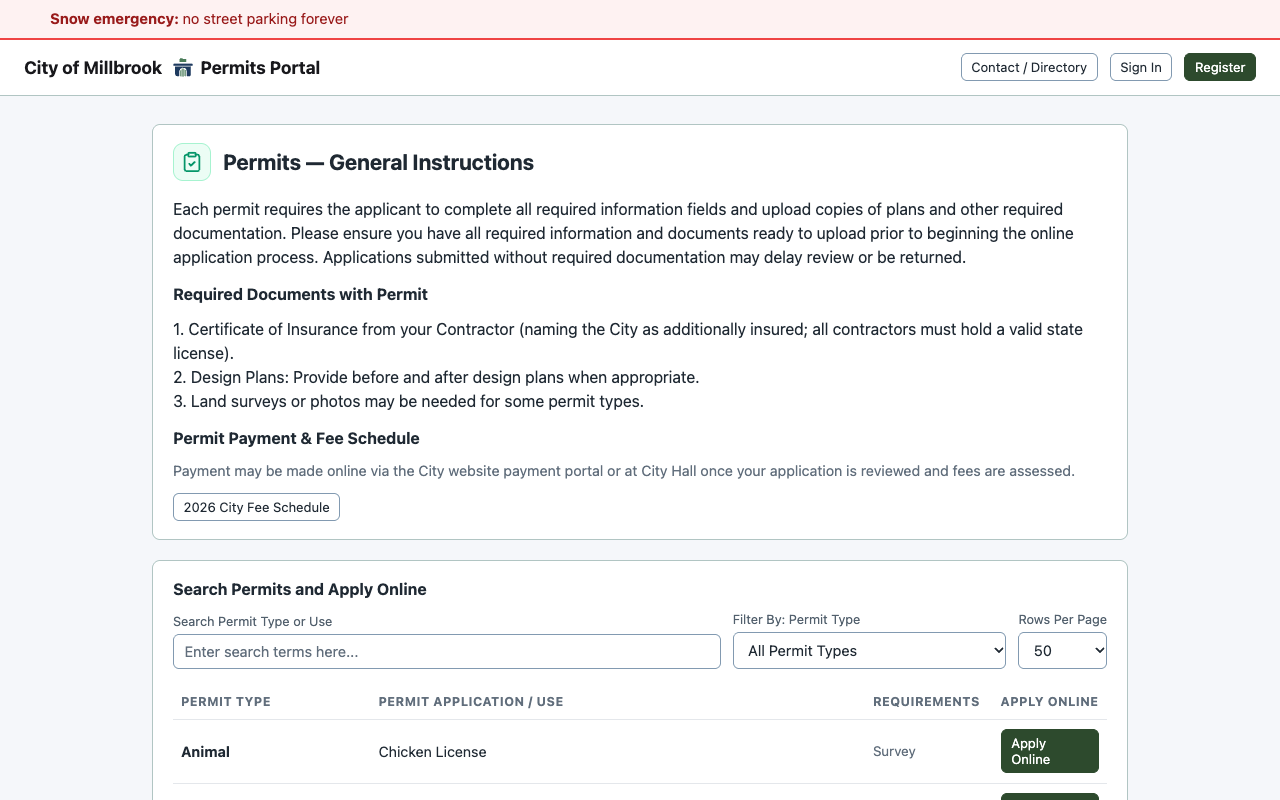 Snow emergency: no street parking forever
City of Millbrook Permits Portal
Contact / Directory
Sign In
Register
Permits — General Instructions
Each permit requires the applicant to complete all required information fields and upload copies of plans and other required
documentation. Please ensure you have all required information and documents ready to upload prior to beginning the online
application process. Applications submitted without required documentation may delay review or be returned.
Required Documents with Permit
1. Certificate of Insurance from your Contractor (naming the City as additionally insured; all contractors must hold a valid state
license).
2. Design Plans: Provide before and after design plans when appropriate.
3. Land surveys or photos may be needed for some permit types.
Permit Payment & Fee Schedule
Payment may be made online via the City website payment portal or at City Hall once your application is reviewed and fees are assessed.
2026 City Fee Schedule
Search Permits and Apply Online
Search Permit Type or Use
Filter By: Permit Type
Rows Per Page
Enter search terms here...
All Permit Types
50
PERMIT TYPE
PERMIT APPLICATION / USE
REQUIREMENTS
APPLY ONLINE
Animal
Chicken License
Survey
Apply
Online